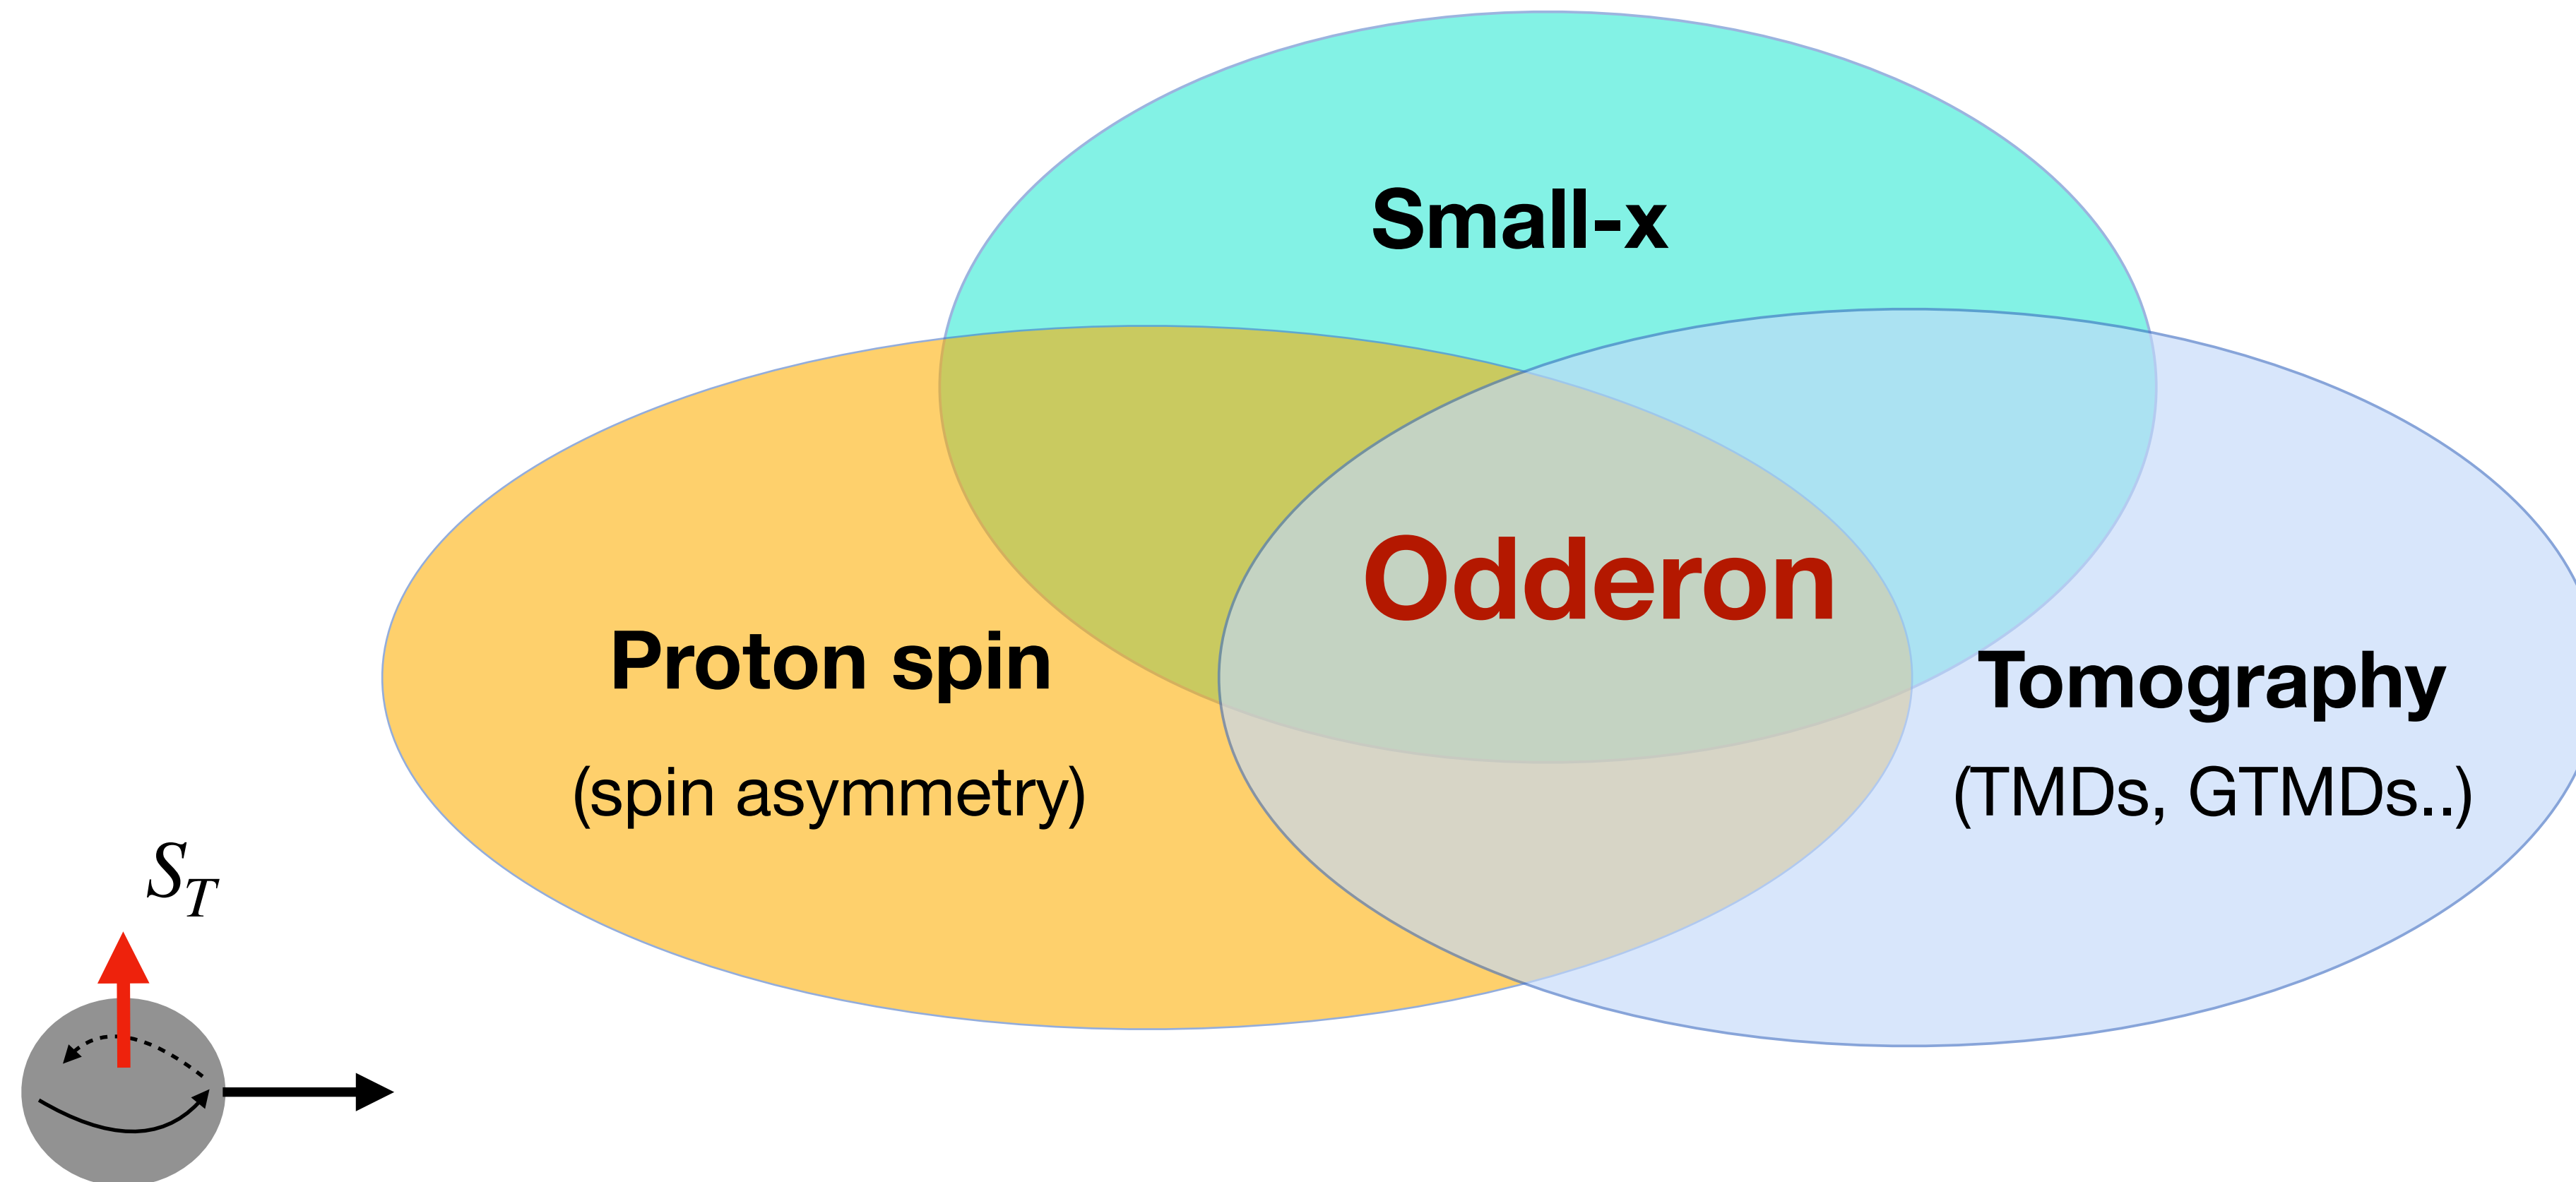 Small-x
Odderon
Proton spin
(spin asymmetry)
Tomography
(TMDs, GTMDs..)
S_T